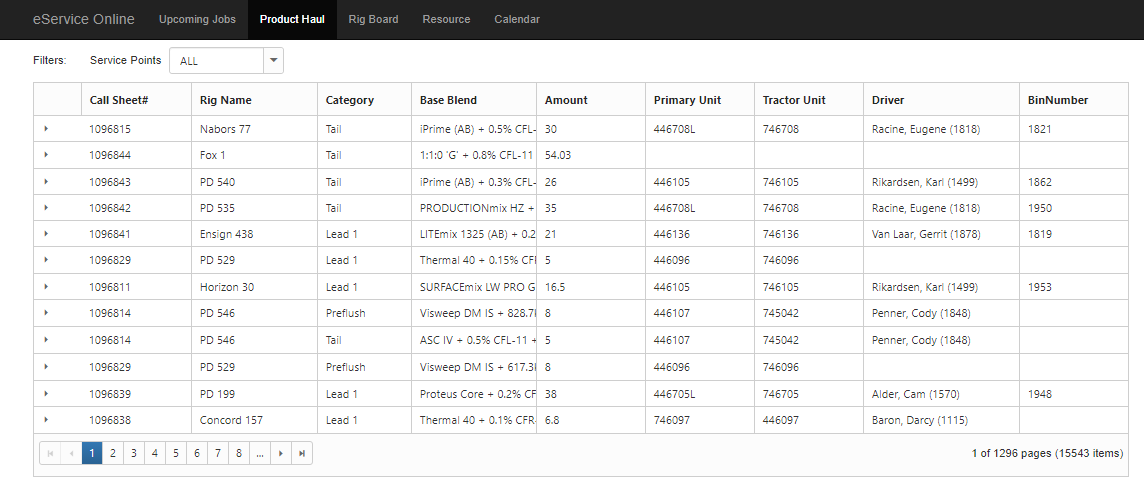 eService Online Upcoming Jobs Product Haul Rig Board Resource Calendar
Filters: Service Points ALL
Call Sheet# Rig Name Category Base Blend Amount Primary Unit Tractor Unit Driver BinNumber
1096815 Nabors 77 Tail iPrime (AB) + 0.5% CFL- 30 446708L 746708 Racine, Eugene (1818) 1821
1096844 Fox 1 Tail 1:1:0 'G' + 0.8% CFL-11 54.03
1096843 PD 540 Tail iPrime (AB) + 0.3% CFL- 26 446105 746105 Rikardsen, Karl (1499) 1862
1096842 PD 535 Tail PRODUCTIONmix HZ + 35 446708L 746708 Racine, Eugene (1818) 1950
1096841 Ensign 438 Lead 1 LITEmix 1325 (AB) + 0.2 21 446136 746136 Van Laar, Gerrit (1878) 1819
1096829 PD 529 Lead 1 Thermal 40 + 0.15% CFI 5 446096 746096
1096811 Horizon 30 Lead 1 SURFACEmix LW PRO G 16.5 446105 746105 Rikardsen, Karl (1499) 1953
1096814 PD 546 Preflush Visweep DM IS + 828.7 8 446107 745042 Penner, Cody (1848)
1096814 PD 546 Tail ASC IV + 0.5% CFL-11 + 5 446107 745042 Penner, Cody (1848)
1096829 PD 529 Preflush Visweep DM IS + 617.3 8 446096 746096
1096839 PD 199 Lead 1 Proteus Core + 0.2% CF 38 446705L 746705 Alder, Cam (1570) 1948
1096838 Concord 157 Lead 1 Thermal 40 + 0.1% CFR- 6.8 746097 446097 Baron, Darcy (1115)
1 2 3 4 5 6 7 8 ... 1 of 1296 pages (15543 items)